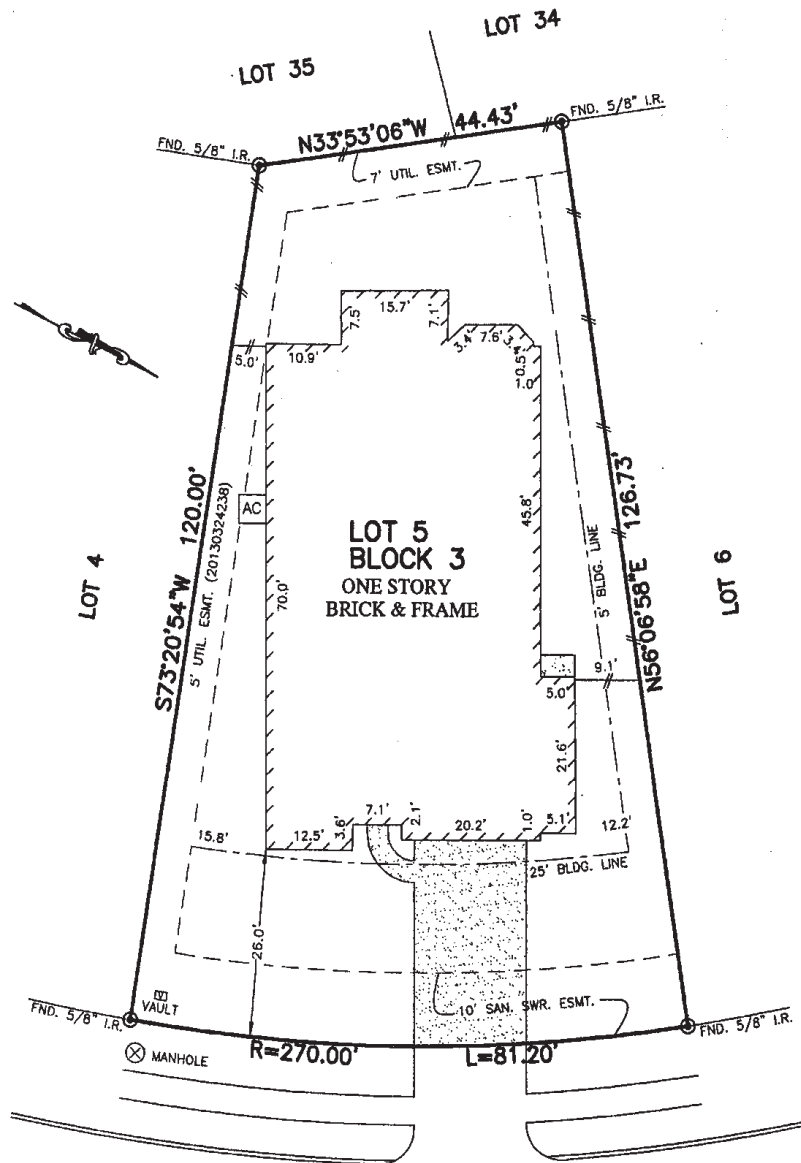 LOT 34
LOT 35
N33°53'06"W 44.43'
FND. 5/8" I.R.
FND. 5/8" I.R.
7' UTIL. ESMT.
15.7'
7.5'
7.1'
3.4'
7.6'
3.4'
0.5'
1.0'
10.9'
5.0'
AC
LOT 5
BLOCK 3
ONE STORY
BRICK & FRAME
45.8'
70.0'
LOT 4
S73°20'54"W 120.00'
5' UTIL. ESMT. (20130324238)
5' BLDG. LINE
N56°06'58"E 126.73'
LOT 6
9.1'
5.0'
21.6'
7.1'
2.1'
3.6'
12.5'
20.2'
1.0'
5.1'
12.2'
15.8'
25' BLDG. LINE
26.0'
10' SAN. SWR. ESMT.
V
VAULT
FND. 5/8" I.R.
FND. 5/8" I.R.
MANHOLE
R=270.00' L=81.20'